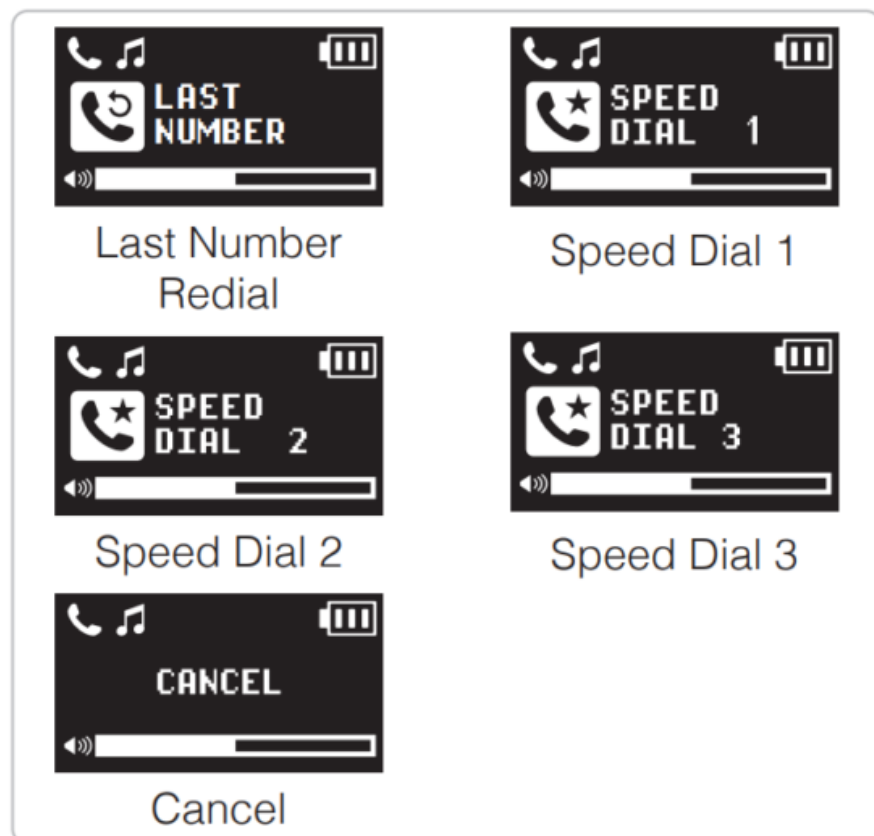 LAST
NUMBER
Last Number
Redial
SPEED
DIAL 1
Speed Dial 1
SPEED
DIAL 2
Speed Dial 2
SPEED
DIAL 3
Speed Dial 3
CANCEL
Cancel